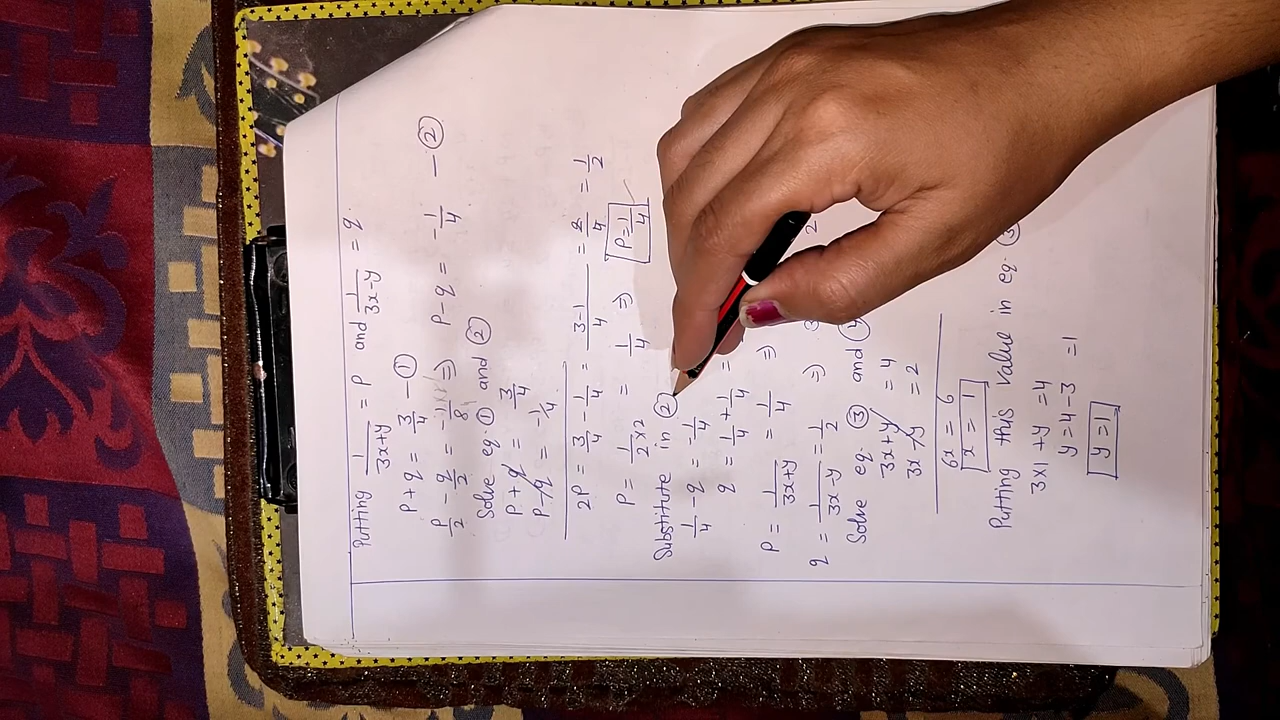 Putting 1/(3x+y) = P and 1/(3x-y) = q.
P + q = 3/4 — ①
P/2 - q/2 = -1/8 ⇒ P - q = -1/4 — ②
Solve eq. ① and ②
P + q = 3/4
P - q = -1/4
2P = 3/4 - 1/4 = (3-1)/4 = 2/4 = 1/2
P = 1/(2×2) = 1/4 ⇒ P = 1/4
Substitute in ②
1/4 - q = -1/4
q = 1/4 + 1/4 =
P = 1/(3x+y) = 1/4 ⇒
q = 1/(3x-y) = 1/2 ⇒ 3 2
Solve eq. ③ and ④
3x + y = 4
3x - y = 2
6x = 6
x = 1
Putting this value in eq. ③
3×1 + y = 4
y = 4 - 3 = 1
y = 1